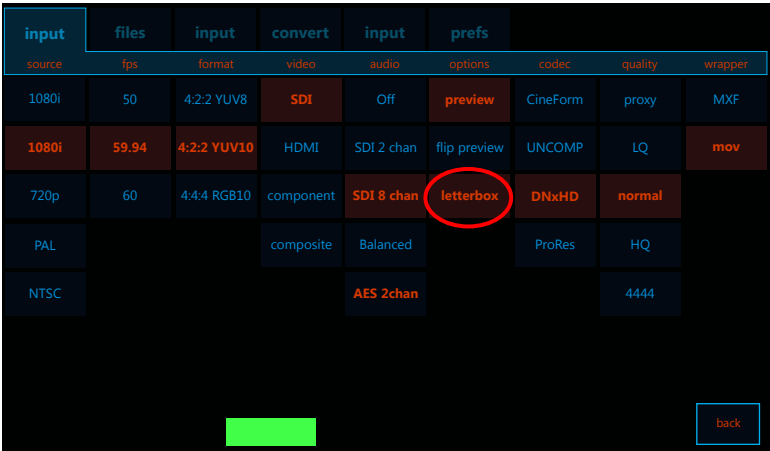 input files input convert input prefs
source fps format video audio options codec quality wrapper
1080i 50 4:2:2 YUV8 SDI Off preview CineForm proxy MXF
1080i 59.94 4:2:2 YUV10 HDMI SDI 2 chan flip preview UNCOMP LQ mov
720p 60 4:4:4 RGB10 component SDI 8 chan letterbox DNxHD normal
PAL composite Balanced ProRes HQ
NTSC AES 2chan 4444
back